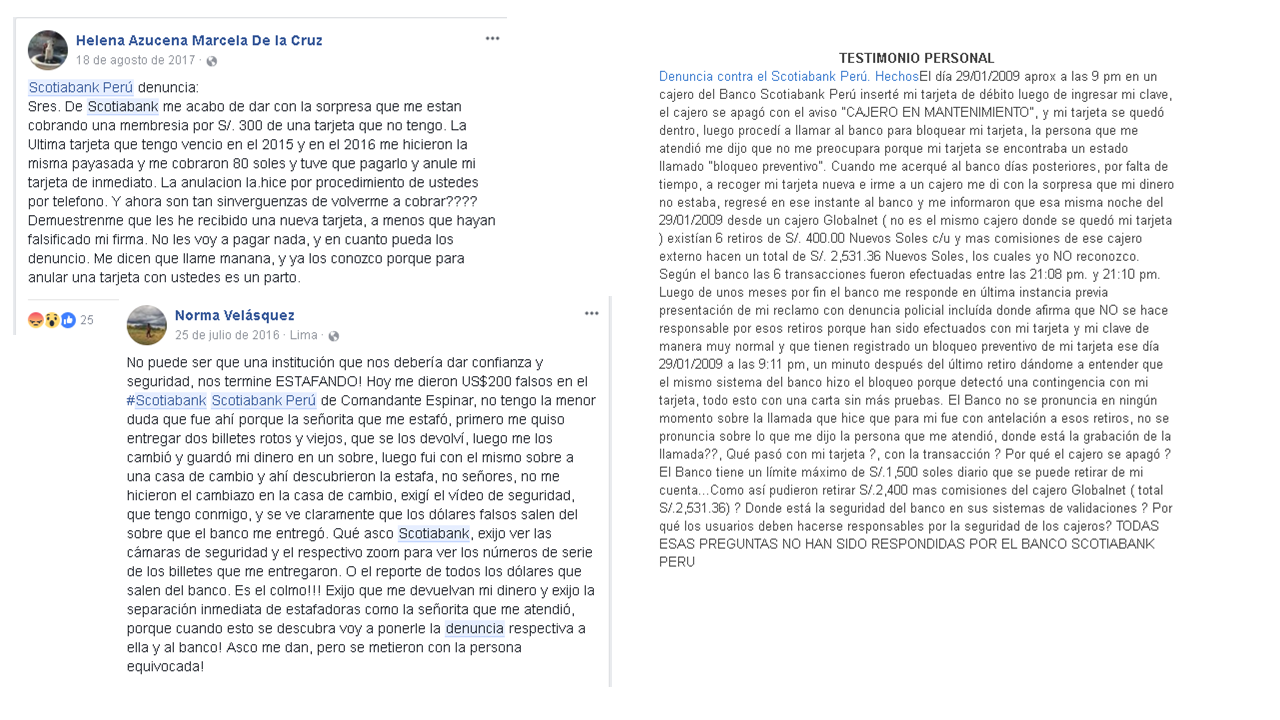 Helena Azucena Marcela De la Cruz
18 de agosto de 2017 ·
Scotiabank Perú denuncia:
Sres. De Scotiabank me acabo de dar con la sorpresa que me estan
cobrando una membresia por S/. 300 de una tarjeta que no tengo. La
Ultima tarjeta que tengo vencio en el 2015 y en el 2016 me hicieron la
misma payasada y me cobraron 80 soles y tuve que pagarlo y anule mi
tarjeta de inmediato. La anulacion la.hice por procedimiento de ustedes
por telefono. Y ahora son tan sinverguenzas de volverme a cobrar????
Demuestrenme que les he recibido una nueva tarjeta, a menos que hayan
falsificado mi firma. No les voy a pagar nada, y en cuanto pueda los
denuncio. Me dicen que llame manana, y ya los conozco porque para
anular una tarjeta con ustedes es un parto.
25
Norma Velásquez
25 de julio de 2016 · Lima ·
No puede ser que una institución que nos debería dar confianza y
seguridad, nos termine ESTAFANDO! Hoy me dieron US$200 falsos en el
#Scotiabank Scotiabank Perú de Comandante Espinar, no tengo la menor
duda que fue ahí porque la señorita que me estafó, primero me quiso
entregar dos billetes rotos y viejos, que se los devolví, luego me los
cambió y guardó mi dinero en un sobre, luego fui con el mismo sobre a
una casa de cambio y ahí descubrieron la estafa, no señores, no me
hicieron el cambiazo en la casa de cambio, exigí el vídeo de seguridad,
que tengo conmigo, y se ve claramente que los dólares falsos salen del
sobre que el banco me entregó. Qué asco Scotiabank, exijo ver las
cámaras de seguridad y el respectivo zoom para ver los números de serie
de los billetes que me entregaron. O el reporte de todos los dólares que
salen del banco. Es el colmo!!! Exijo que me devuelvan mi dinero y exijo la
separación inmediata de estafadoras como la señorita que me atendió,
porque cuando esto se descubra voy a ponerle la denuncia respectiva a
ella y al banco! Asco me dan, pero se metieron con la persona
equivocada!
TESTIMONIO PERSONAL
Denuncia contra el Scotiabank Perú. HechosEl día 29/01/2009 aprox a las 9 pm en un
cajero del Banco Scotiabank Perú inserté mi tarjeta de débito luego de ingresar mi clave,
el cajero se apagó con el aviso "CAJERO EN MANTENIMIENTO", y mi tarjeta se quedó
dentro, luego procedí a llamar al banco para bloquear mi tarjeta, la persona que me
atendió me dijo que no me preocupara porque mi tarjeta se encontraba un estado
llamado "bloqueo preventivo". Cuando me acerqué al banco días posteriores, por falta de
tiempo, a recoger mi tarjeta nueva e irme a un cajero me di con la sorpresa que mi dinero
no estaba, regresé en ese instante al banco y me informaron que esa misma noche del
29/01/2009 desde un cajero Globalnet ( no es el mismo cajero donde se quedó mi tarjeta
) existían 6 retiros de S/. 400.00 Nuevos Soles c/u y mas comisiones de ese cajero
externo hacen un total de S/. 2,531.36 Nuevos Soles, los cuales yo NO reconozco.
Según el banco las 6 transacciones fueron efectuadas entre las 21:08 pm. y 21:10 pm.
Luego de unos meses por fin el banco me responde en última instancia previa
presentación de mi reclamo con denuncia policial incluída donde afirma que NO se hace
responsable por esos retiros porque han sido efectuados con mi tarjeta y mi clave de
manera muy normal y que tienen registrado un bloqueo preventivo de mi tarjeta ese día
29/01/2009 a las 9:11 pm, un minuto después del último retiro dándome a entender que
el mismo sistema del banco hizo el bloqueo porque detectó una contingencia con mi
tarjeta, todo esto con una carta sin más pruebas. El Banco no se pronuncia en ningún
momento sobre la llamada que hice que para mi fue con antelación a esos retiros, no se
pronuncia sobre lo que me dijo la persona que me atendió, donde está la grabación de la
llamada??, Qué pasó con mi tarjeta ?, con la transacción ? Por qué el cajero se apagó ?
El Banco tiene un límite máximo de S/.1,500 soles diario que se puede retirar de mi
cuenta...Como así pudieron retirar S/.2,400 mas comisiones del cajero Globalnet ( total
S/.2,531.36) ? Donde está la seguridad del banco en sus sistemas de validaciones ? Por
qué los usuarios deben hacerse responsables por la seguridad de los cajeros? TODAS
ESAS PREGUNTAS NO HAN SIDO RESPONDIDAS POR EL BANCO SCOTIABANK
PERU